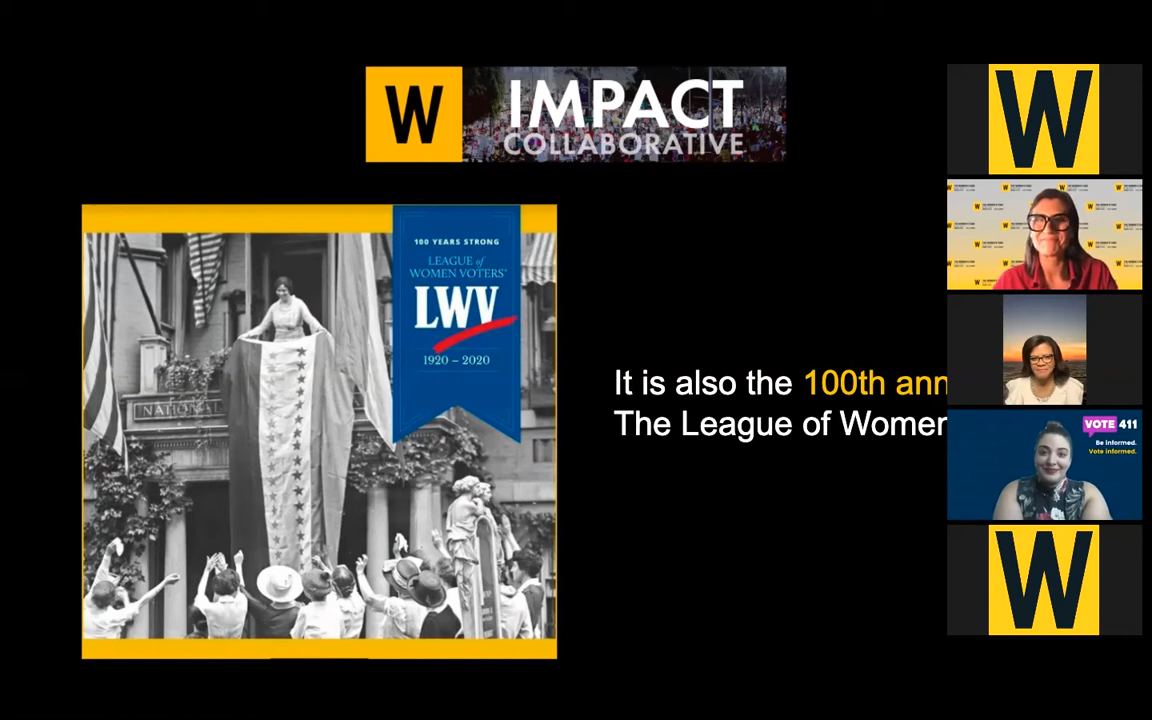 W
IMPACT
COLLABORATIVE
100 YEARS STRONG
LEAGUE of
WOMEN VOTERS®
LWV
1920 – 2020
NATIONAL
It is also the 100th ann
The League of Women
W
VOTE 411
Be informed.
Vote informed.
W